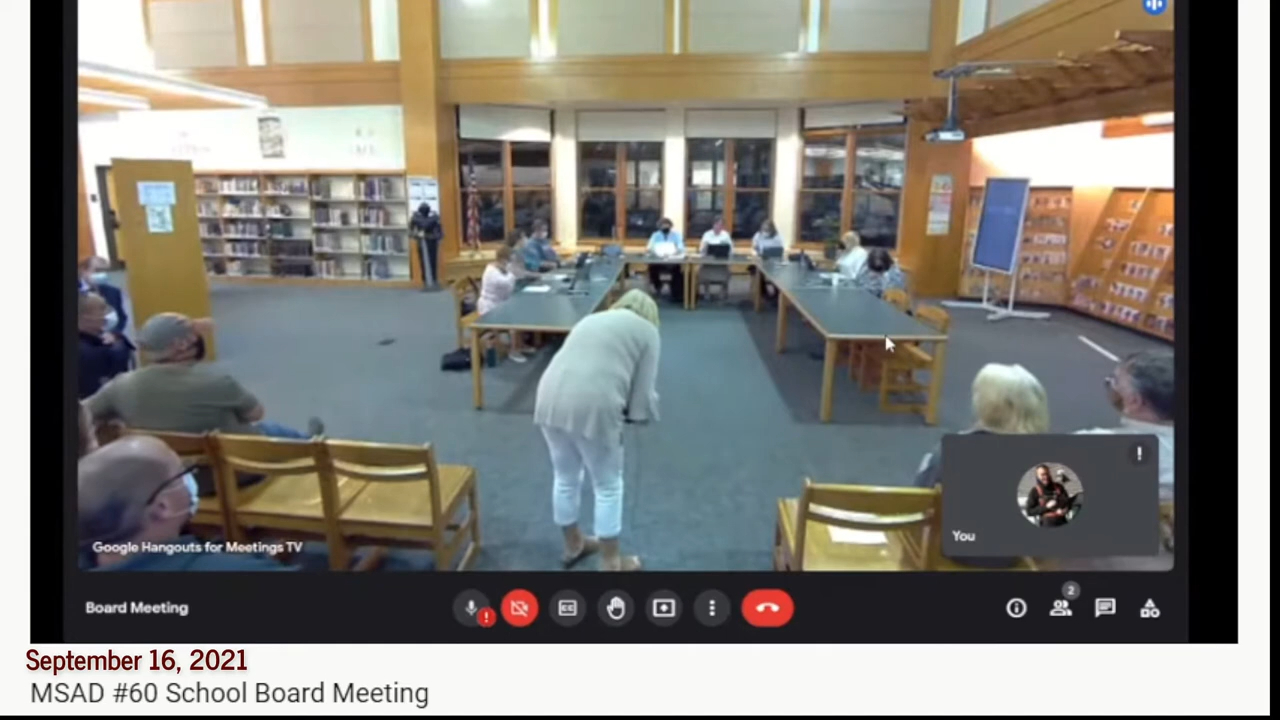 Google Hangouts for Meetings TV
You
Board Meeting
2
September 16, 2021
MSAD #60 School Board Meeting